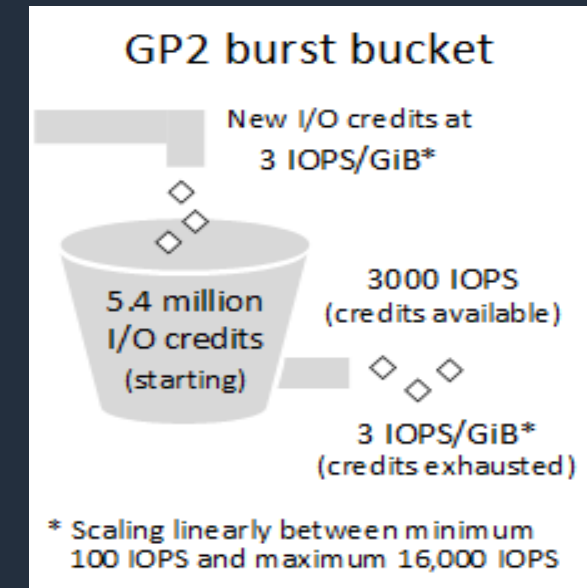 GP2 burst bucket
New I/O credits at
3 IOPS/GiB*
5.4 million
I/O credits
(starting)
3000 IOPS
(credits available)
3 IOPS/GiB*
(credits exhausted)
* Scaling linearly between minimum
100 IOPS and maximum 16,000 IOPS